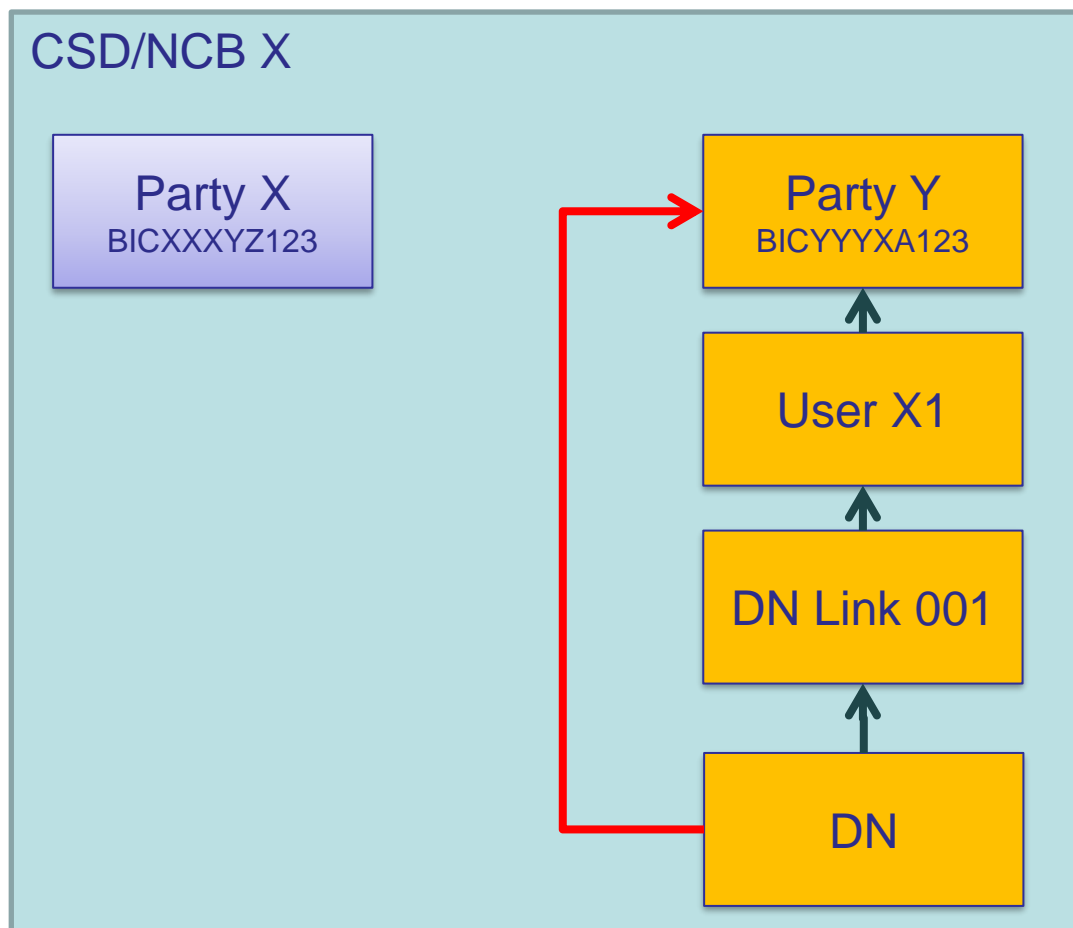 CSD/NCB X
Party X
BICXXXYZ123
Party Y
BICYYYXA123
User X1
DN Link 001
DN